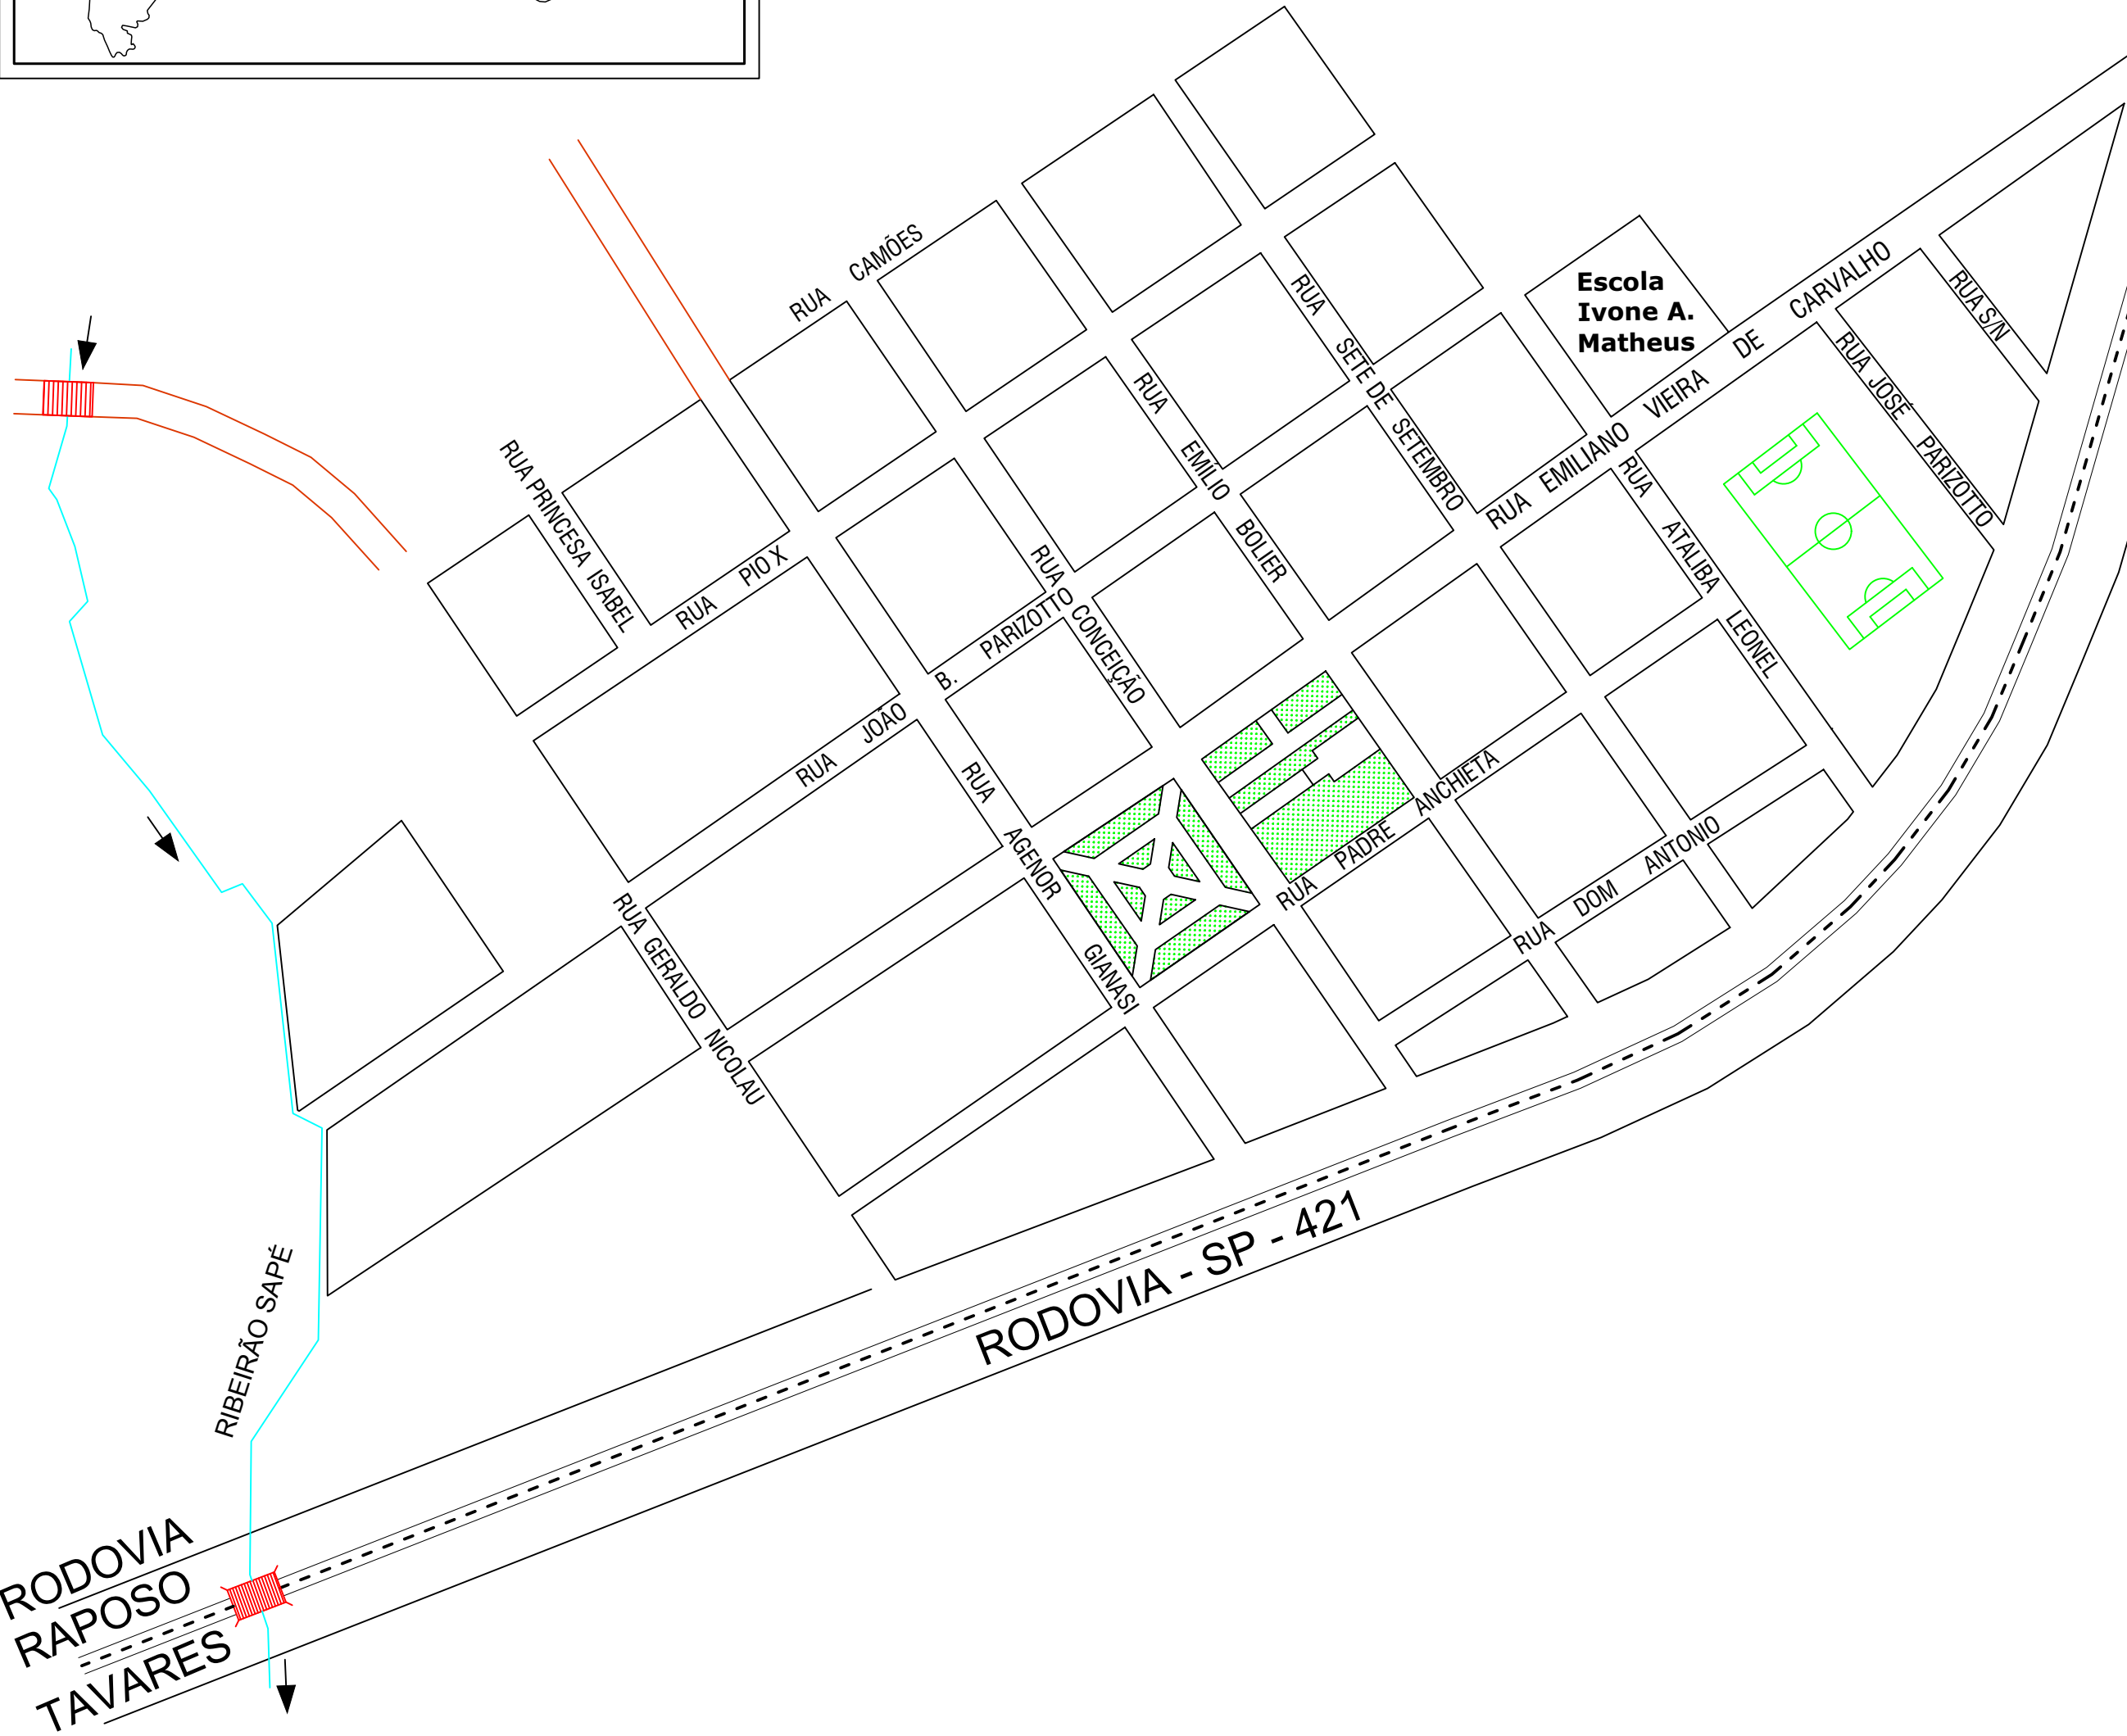 RUA CAMÕES
RUA PRINCESA ISABEL
RUA PIO X
RUA SETE DE SETEMBRO
Escola
Ivone A.
Matheus
RUA EMILIANO VIEIRA DE CARVALHO
RUA S/N
RUA JOSÉ PARIZOTTO
RUA EMÍLIO BOLIER
RUA ATALIBA LEONEL
RUA CONCEIÇÃO
RUA JOÃO B. PARIZOTTO
RUA AGENOR GIANASI
RUA PADRE ANCHIETA
RUA DOM ANTONIO
RUA GERALDO NICOLAU
RIBEIRÃO SAPÉ
RODOVIA - SP - 421
RODOVIA
RAPOSO
TAVARES